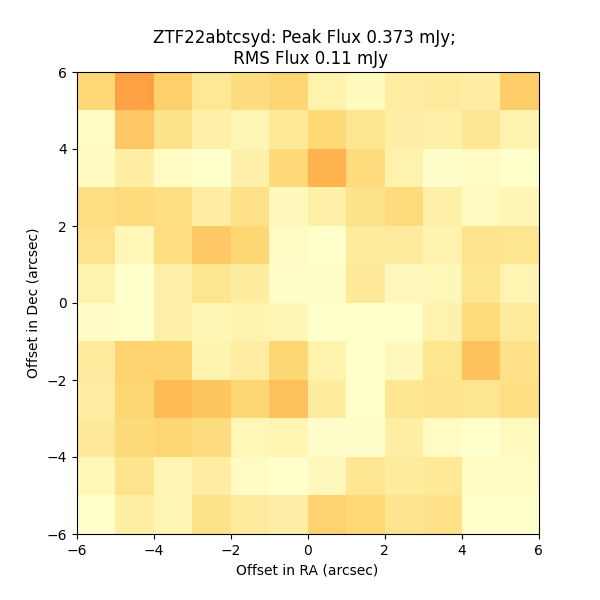 ZTF22abtcsyd: Peak Flux 0.373 mJy;
RMS Flux 0.11 mJy
6
4
2
0
−2
−4
−6
Offset in Dec (arcsec)
−6 −4 −2 0 2 4 6
Offset in RA (arcsec)